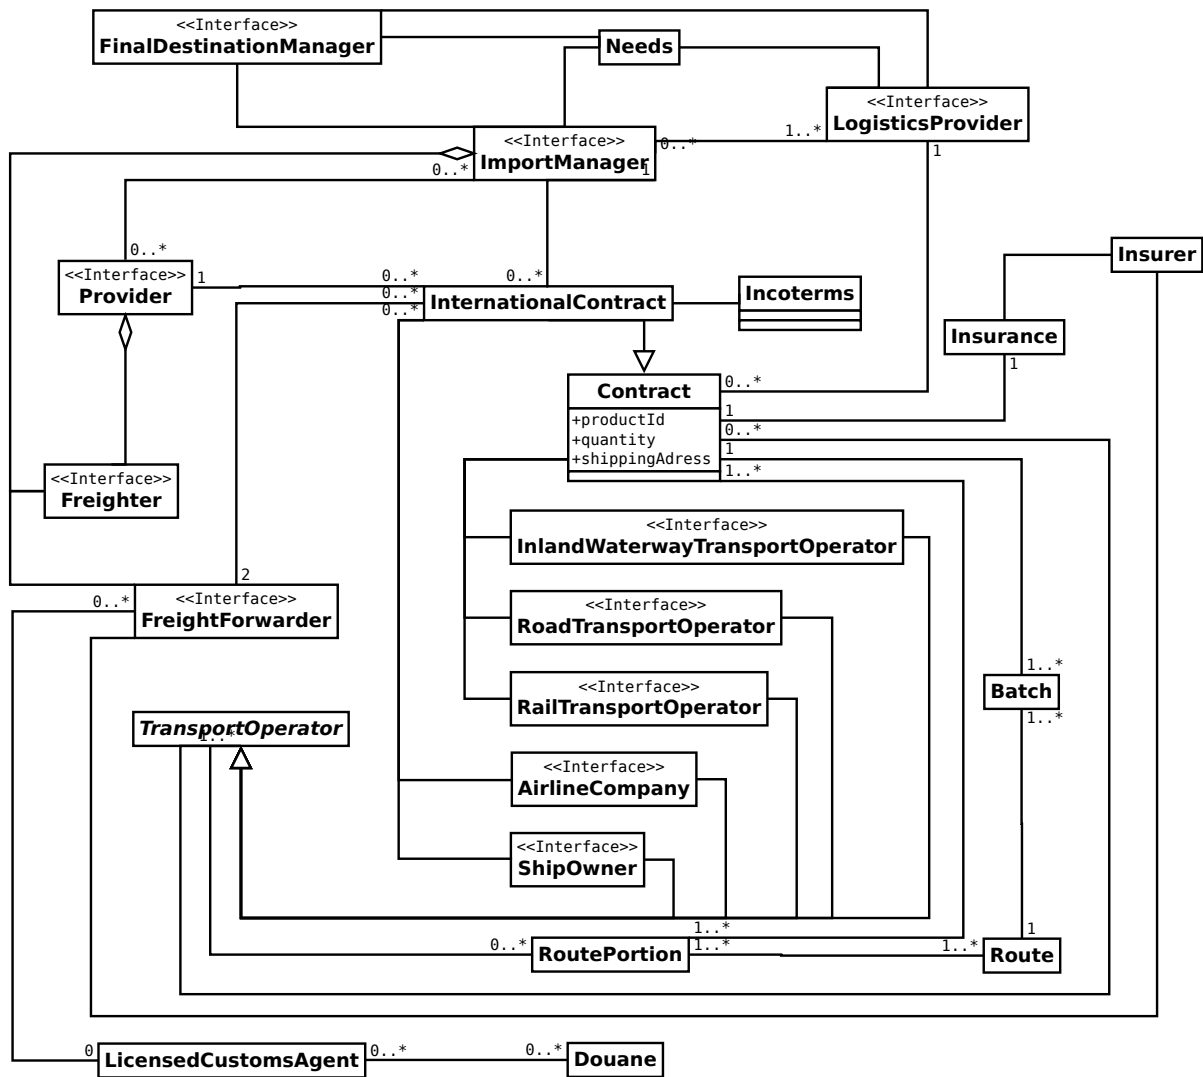 <<Interface>>
FinalDestinationManager
Needs
<<Interface>>
LogisticsProvider
1..*
1
<<Interface>>
ImportManager
0..*
0..*
1
0..*
<<Interface>>
Provider
1
0..*
0..*
0..*
0..*
InternationalContract
Incoterms
Insurer
Insurance
1
Contract
+productId
+quantity
+shippingAdress
0..*
1
0..*
1
1..*
<<Interface>>
Freighter
<<Interface>>
InlandWaterwayTransportOperator
2
0..*
<<Interface>>
FreightForwarder
<<Interface>>
RoadTransportOperator
<<Interface>>
RailTransportOperator
1..*
Batch
1..*
TransportOperator
1..*
<<Interface>>
AirlineCompany
<<Interface>>
ShipOwner
1..*
0..*
RoutePortion
1..*
1..*
1
Route
0
LicensedCustomsAgent
0..*
0..*
Douane